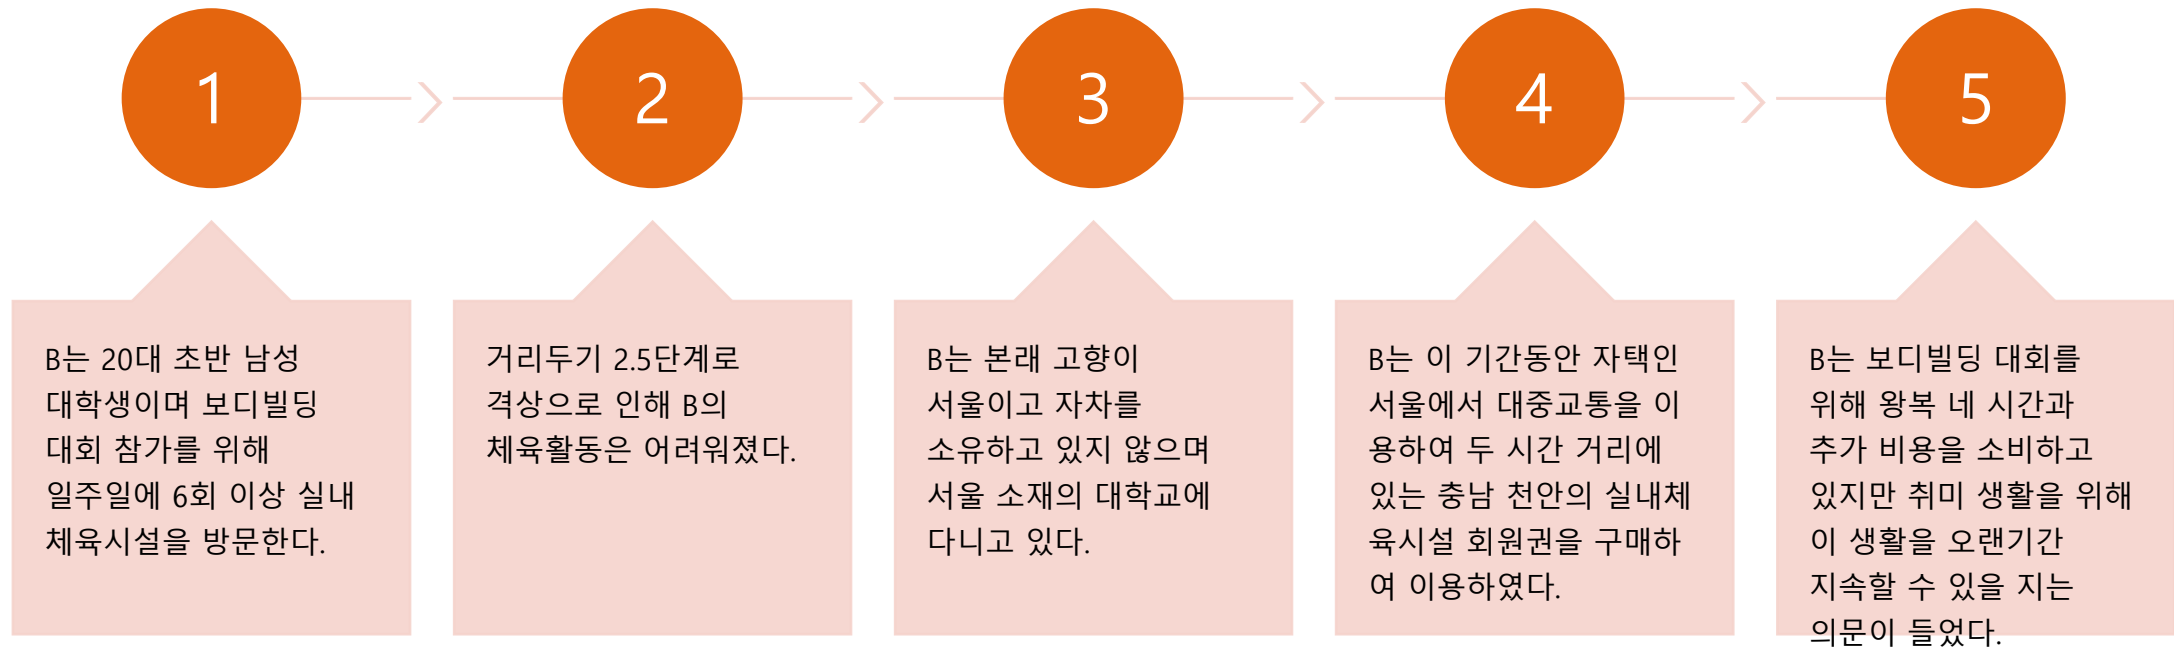 1
2
3
4
5
B는 20대 초반 남성
대학생이며 보디빌딩
대회 참가를 위해
일주일에 6회 이상 실내
체육시설을 방문한다.
거리두기 2.5단계로
격상으로 인해 B의
체육활동은 어려워졌다.
B는 본래 고향이
서울이고 자차를
소유하고 있지 않으며
서울 소재의 대학교에
다니고 있다.
B는 이 기간동안 자택인
서울에서 대중교통을 이
용하여 두 시간 거리에
있는 충남 천안의 실내체
육시설 회원권을 구매하
여 이용하였다.
B는 보디빌딩 대회를
위해 왕복 네 시간과
추가 비용을 소비하고
있지만 취미 생활을 위해
이 생활을 오랜기간
지속할 수 있을 지는
의문이 들었다.